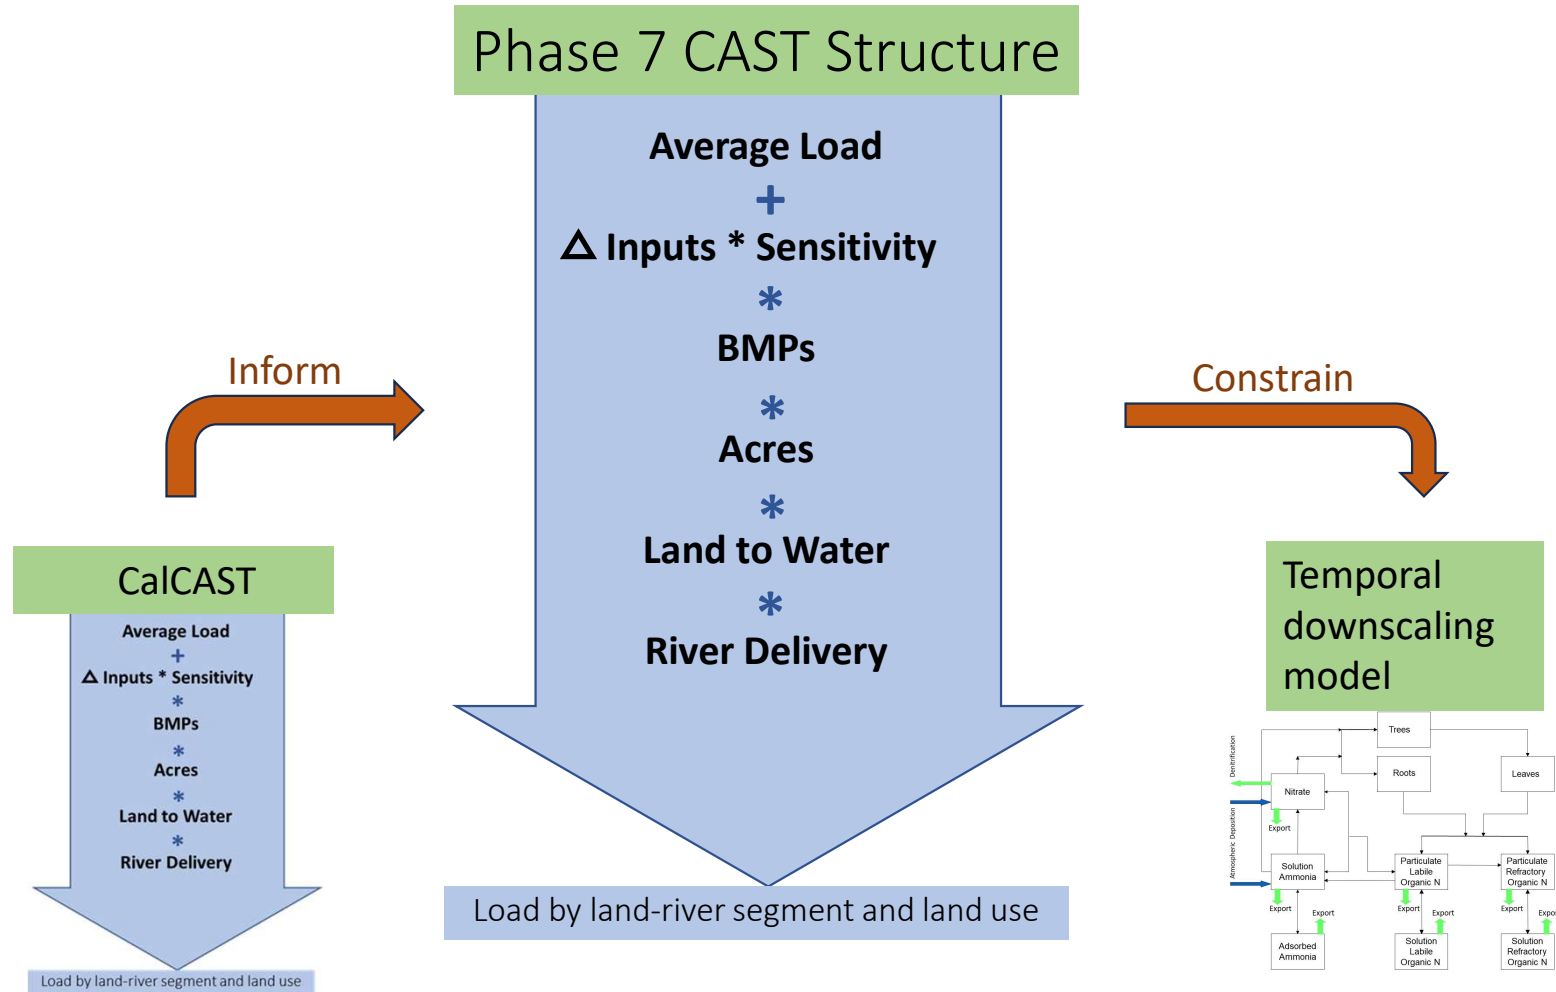 Phase 7 CAST Structure
Average Load
+
Δ Inputs * Sensitivity
*
BMPs
*
Acres
*
Land to Water
*
River Delivery
Load by land-river segment and land use
Inform
Constrain
CalCAST
Average Load
+
Δ Inputs * Sensitivity
*
BMPs
*
Acres
*
Land to Water
*
River Delivery
Load by land-river segment and land use
Temporal
downscaling
model
Trees
Denitrification
Roots
Leaves
Nitrate
Export
Atmospheric Deposition
Solution
Ammonia
Particulate
Labile
Organic N
Particulate
Refractory
Organic N
Export
Export
Export
Export
Export
Expor
Adsorbed
Ammonia
Solution
Labile
Organic N
Solution
Refractory
Organic N